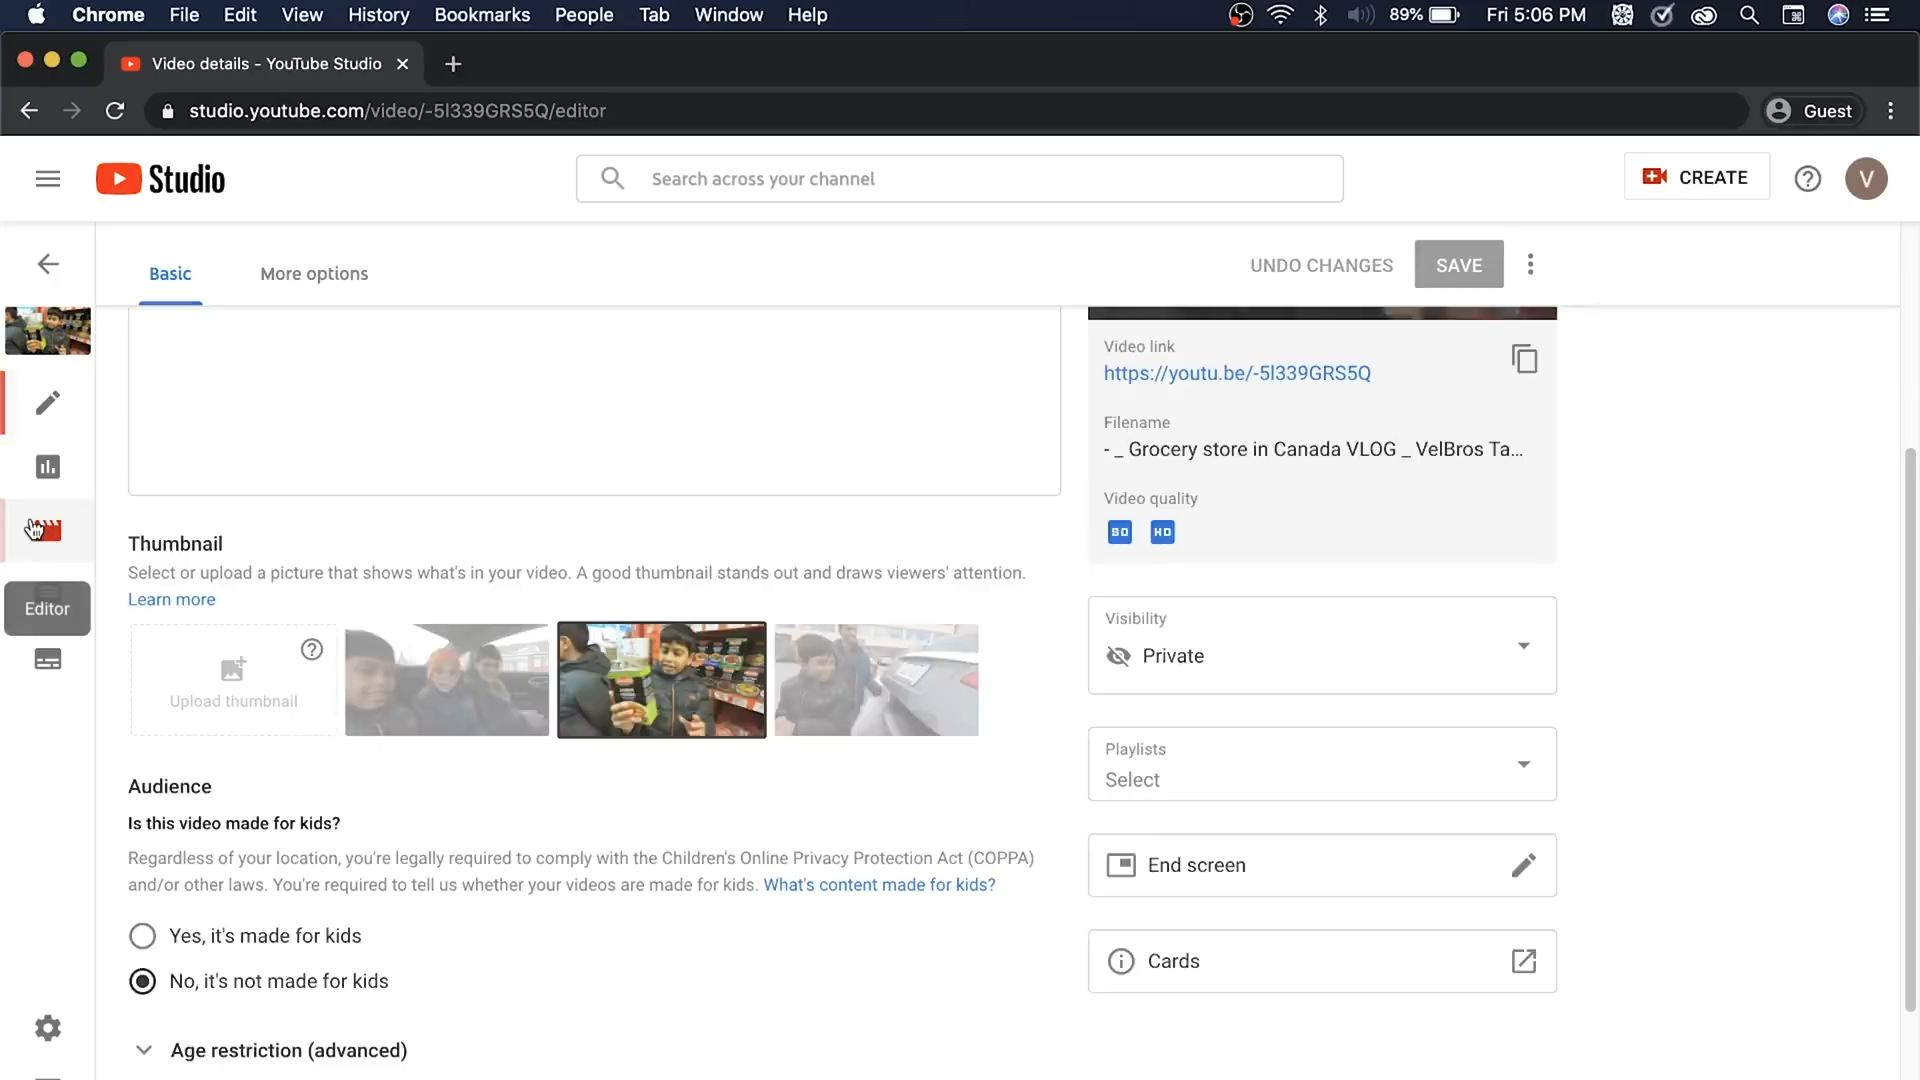 Chrome File Edit View History Bookmarks People Tab Window Help 89% Fri 5:06 PM
Video details - YouTube Studio
studio.youtube.com/video/-5l339GRS5Q/editor Guest
Studio Search across your channel CREATE V
Basic More options UNDO CHANGES SAVE
Video link
https://youtu.be/-5l339GRS5Q
Filename
- _ Grocery store in Canada VLOG _ VelBros Ta...
Video quality
SD HD
Editor
Thumbnail
Select or upload a picture that shows what's in your video. A good thumbnail stands out and draws viewers' attention.
Learn more
Upload thumbnail
Visibility
Private
Playlists
Select
End screen
Cards
Audience
Is this video made for kids?
Regardless of your location, you're legally required to comply with the Children's Online Privacy Protection Act (COPPA)
and/or other laws. You're required to tell us whether your videos are made for kids. What's content made for kids?
Yes, it's made for kids
No, it's not made for kids
Age restriction (advanced)